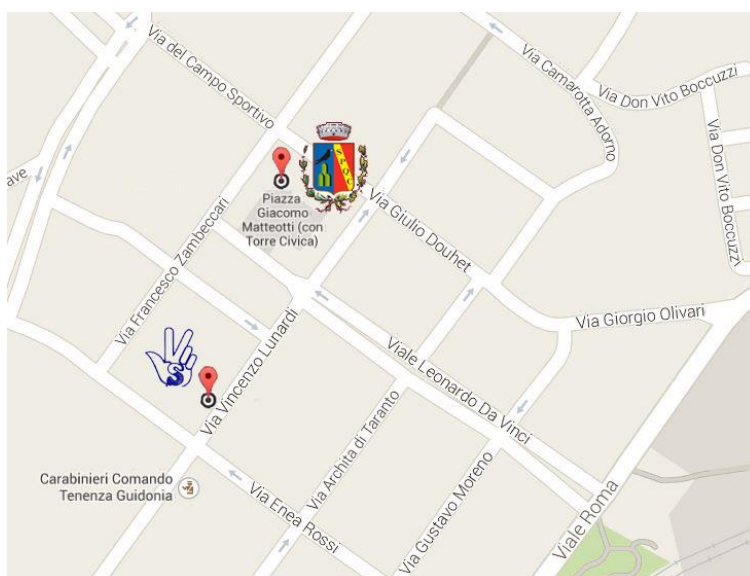 Via del Campo Sportivo
Via Camarotta Adorno
Via Don Vito Boccuzzi
Via Don Vito Boccuzzi
ave
SPQC
Piazza
Giacomo
Matteotti (con
Torre Civica)
Via Giulio Douhet
Via Francesco Zambeccari
Via Giorgio Olivari
Via Vincenzo Lunardi
Viale Leonardo Da Vinci
S
Via Archita di Taranto
Carabinieri Comando
Tenenza Guidonia
Via Enea Rossi
Via Gustavo Moreno
Viale Roma